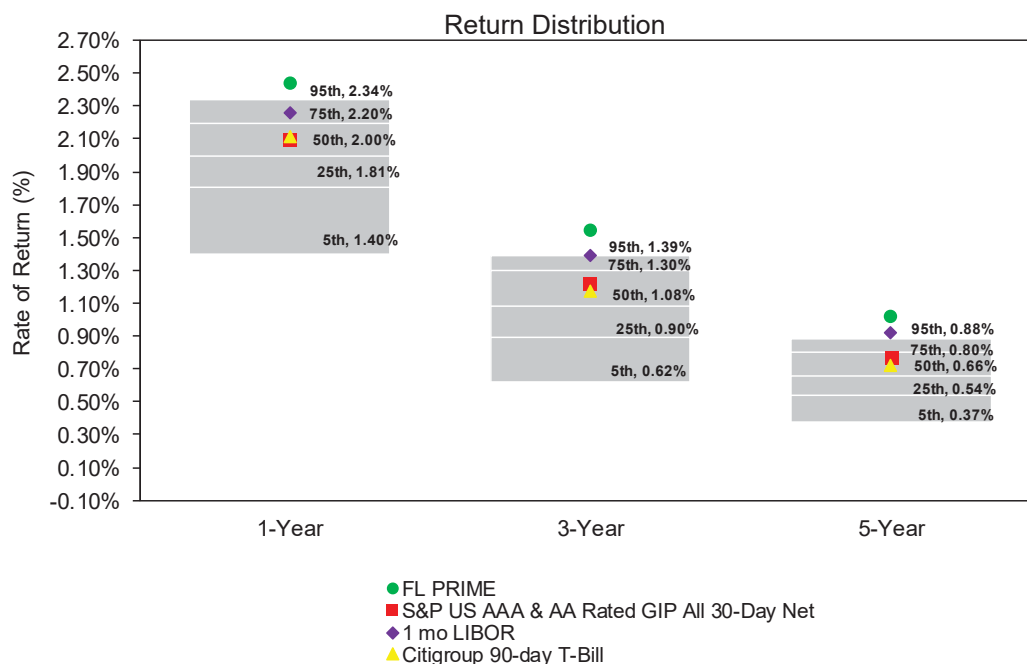 Return Distribution
Rate of Return (%)
2.70%
2.50%
2.30%
2.10%
1.90%
1.70%
1.50%
1.30%
1.10%
0.90%
0.70%
0.50%
0.30%
0.10%
-0.10%
95th, 2.34%
75th, 2.20%
50th, 2.00%
25th, 1.81%
5th, 1.40%
95th, 1.39%
75th, 1.30%
50th, 1.08%
25th, 0.90%
5th, 0.62%
95th, 0.88%
75th, 0.80%
50th, 0.66%
25th, 0.54%
5th, 0.37%
1-Year
3-Year
5-Year
FL PRIME
S&P US AAA & AA Rated GIP All 30-Day Net
1 mo LIBOR
Citigroup 90-day T-Bill